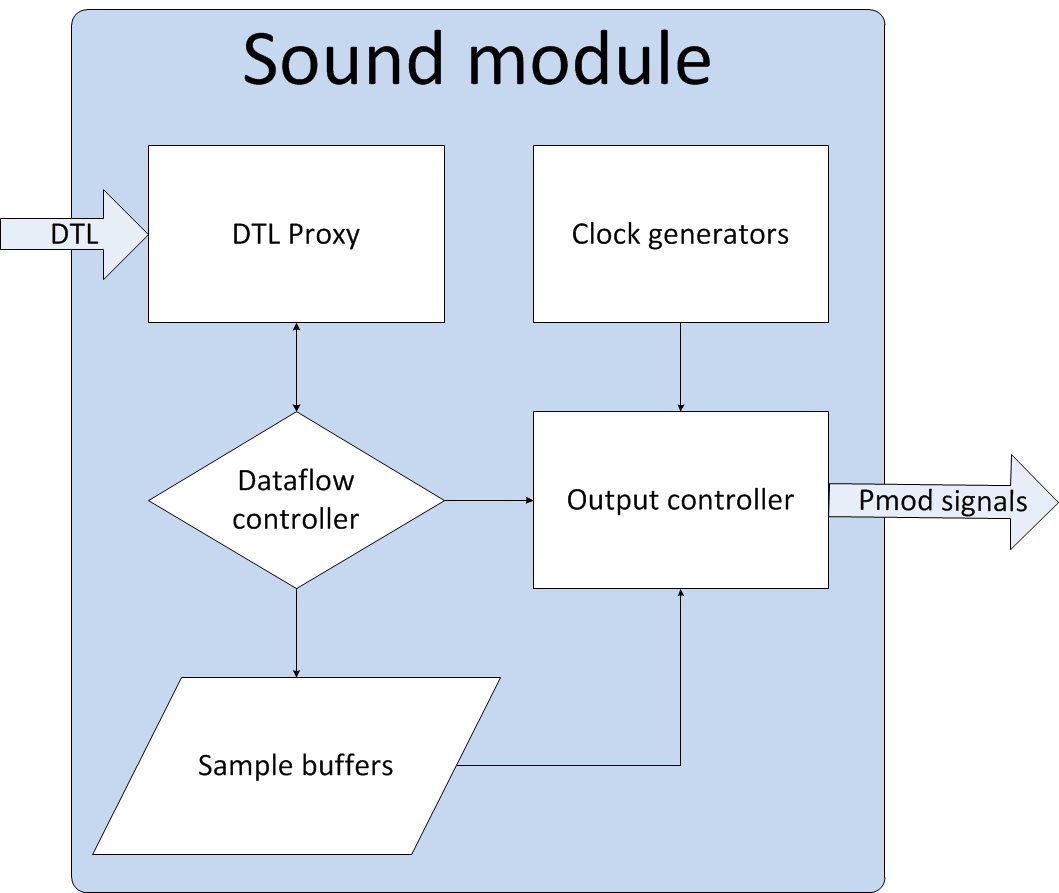 Sound module
DTL
DTL Proxy
Clock generators
Dataflow
controller
Output controller
Pmod signals
Sample buffers